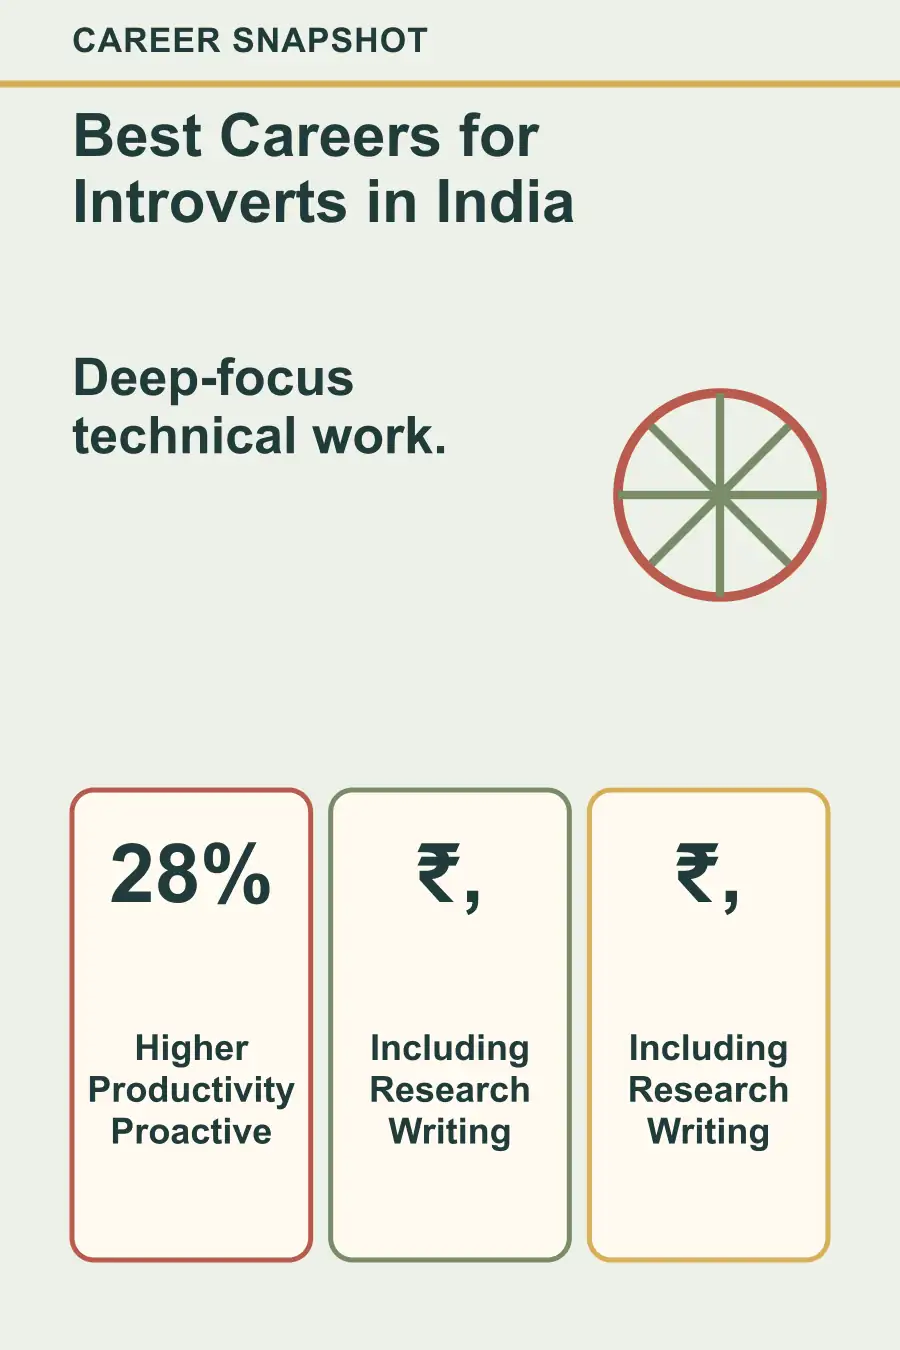 CAREER SNAPSHOT
Best Careers for
Introverts in India
Deep-focus
technical work.
28%
Higher
Productivity
Proactive
₹,
Including
Research
Writing
₹,
Including
Research
Writing